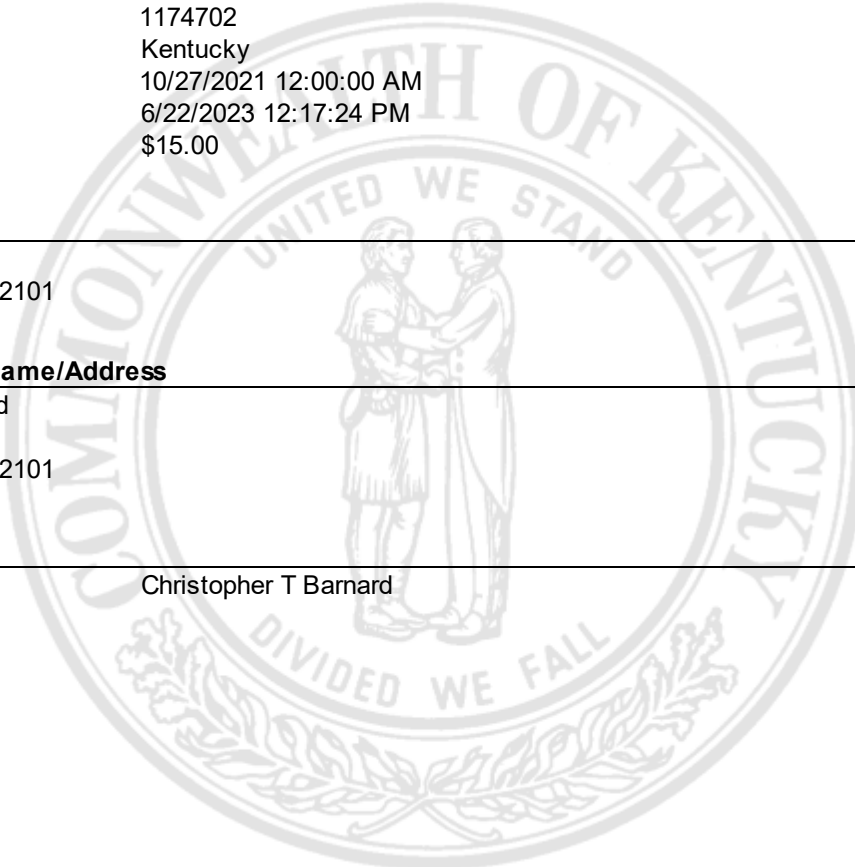 1174702
Kentucky
10/27/2021 12:00:00 AM
6/22/2023 12:17:24 PM
$15.00
COMMONWEALTH OF KENTUCKY
UNITED WE STAND
2101
ame/Address
d
2101
Christopher T Barnard
DIVIDED WE FALL